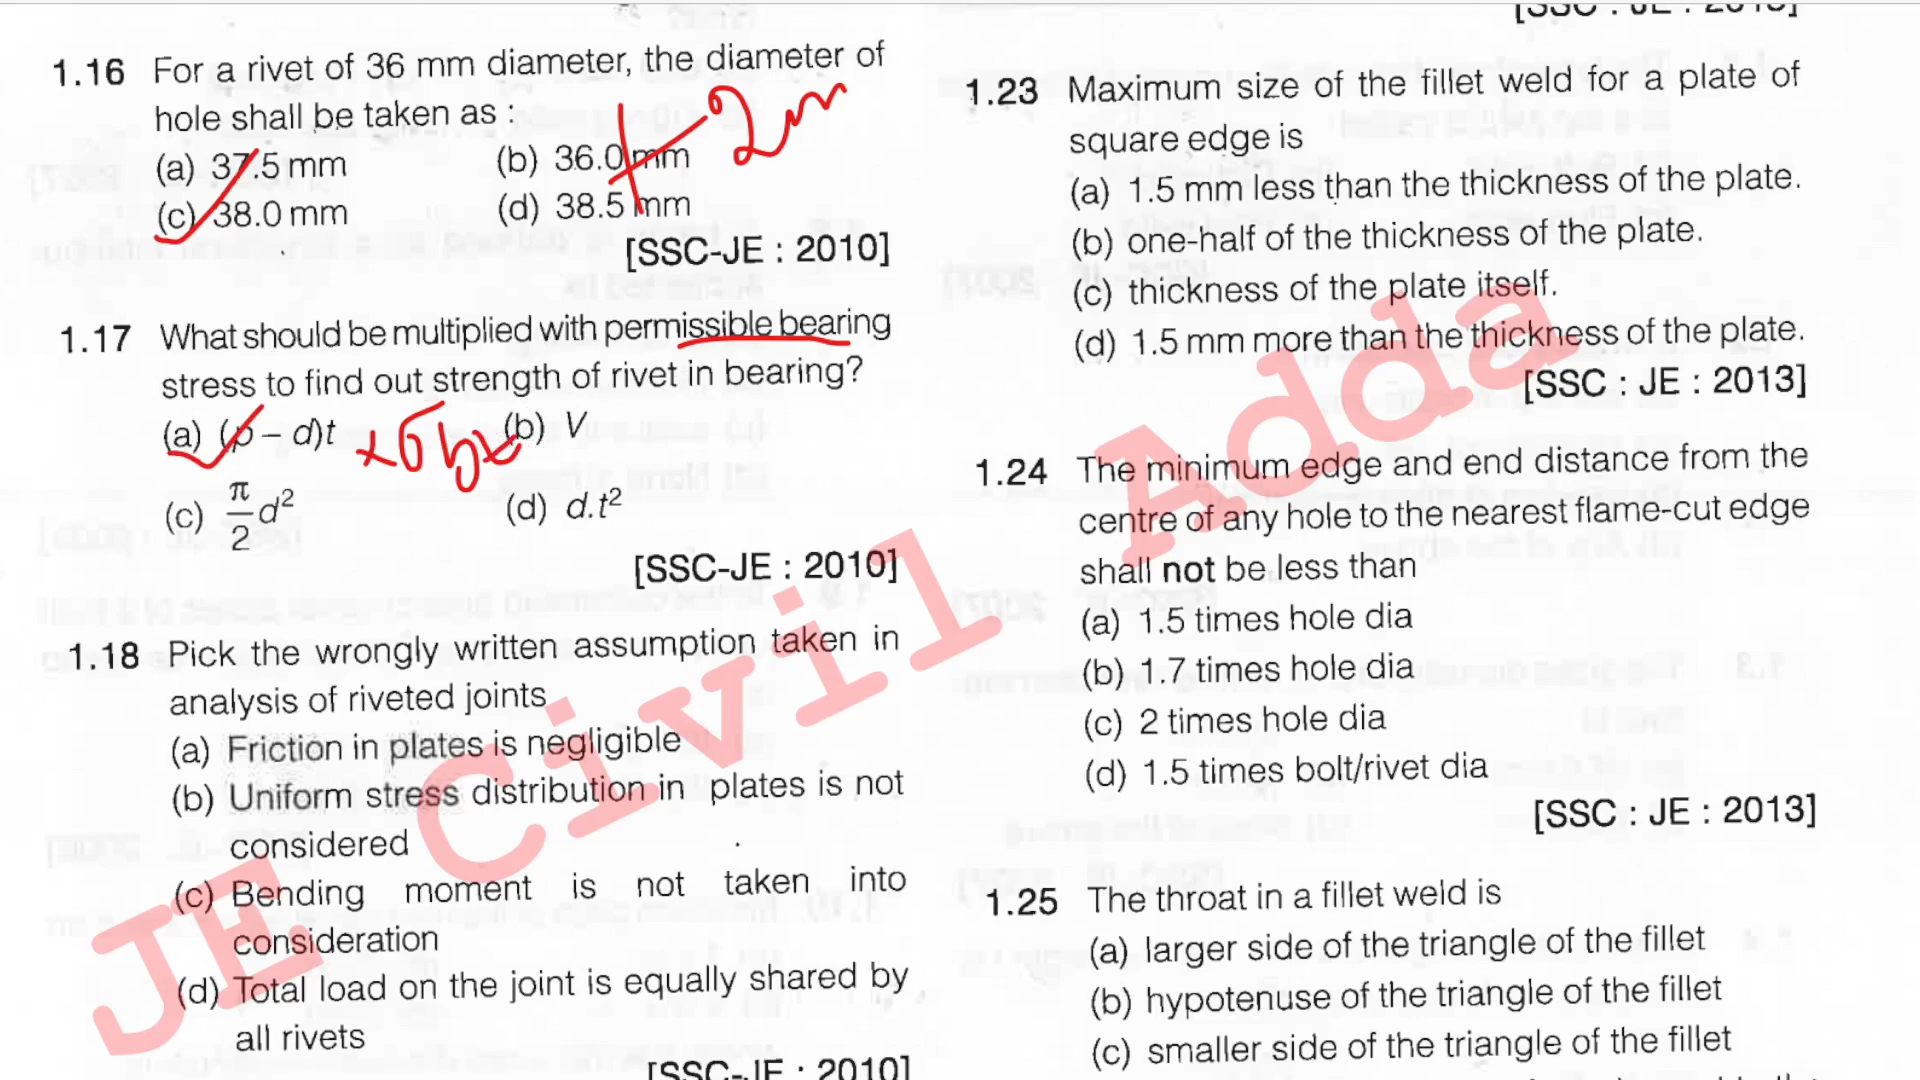 1.16 For a rivet of 36 mm diameter, the diameter of
hole shall be taken as :
(a) 37.5 mm (b) 36.0 mm
(c) 38.0 mm (d) 38.5 mm
[SSC-JE : 2010]
+ 2m
1.17 What should be multiplied with permissible bearing
stress to find out strength of rivet in bearing?
(a) (p – d)t (b) V
× σ
(c) π/2 d² (d) d.t²
[SSC-JE : 2010]
1.18 Pick the wrongly written assumption taken in
analysis of riveted joints
(a) Friction in plates is negligible
(b) Uniform stress distribution in plates is not
considered
(c) Bending moment is not taken into
consideration
(d) Total load on the joint is equally shared by
all rivets
[SSC-JE : 2010]
[SSC : JE : 2013]
1.23 Maximum size of the fillet weld for a plate of
square edge is
(a) 1.5 mm less than the thickness of the plate.
(b) one-half of the thickness of the plate.
(c) thickness of the plate itself.
(d) 1.5 mm more than the thickness of the plate.
[SSC : JE : 2013]
1.24 The minimum edge and end distance from the
centre of any hole to the nearest flame-cut edge
shall not be less than
(a) 1.5 times hole dia
(b) 1.7 times hole dia
(c) 2 times hole dia
(d) 1.5 times bolt/rivet dia
[SSC : JE : 2013]
1.25 The throat in a fillet weld is
(a) larger side of the triangle of the fillet
(b) hypotenuse of the triangle of the fillet
(c) smaller side of the triangle of the fillet
JE Civil Adda